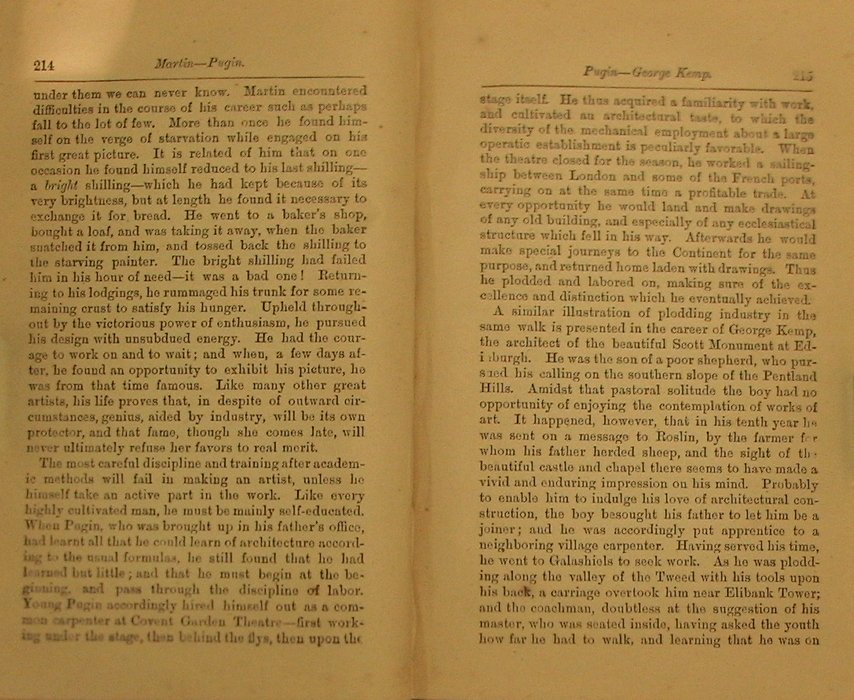 214
Martin—Pugin.
under them we can never know. Martin encountered
difficulties in the course of his career such as perhaps
fall to the lot of few. More than once he found him-
self on the verge of starvation while engaged on his
first great picture. It is related of him that on one
occasion he found himself reduced to his last shilling—
a bright shilling—which he had kept because of its
very brightness, but at length he found it necessary to
exchange it for bread. He went to a baker's shop,
bought a loaf, and was taking it away, when the baker
snatched it from him, and tossed back the shilling to
the starving painter. The bright shilling had failed
him in his hour of need—it was a bad one! Return-
ing to his lodgings, he rummaged his trunk for some re-
maining crust to satisfy his hunger. Upheld through-
out by the victorious power of enthusiasm, he pursued
his design with unsubdued energy. He had the cour-
age to work on and to wait; and when, a few days af-
ter, he found an opportunity to exhibit his picture, he
was from that time famous. Like many other great
artists, his life proves that, in despite of outward cir-
cumstances, genius, aided by industry, will be its own
protector, and that fame, though she comes late, will
never ultimately refuse her favors to real merit.
The most careful discipline and training after academ-
ic methods will fail in making an artist, unless he
himself take an active part in the work. Like every
highly cultivated man, he must be mainly self-educated.
When Pugin, who was brought up in his father's office,
had learnt all that he could learn of architecture accord-
ing to the usual formulas, he still found that he had
learned but little; and that he must begin at the be-
ginning, and pass through the discipline of labor.
Young Pugin accordingly hired himself out as a com-
mon carpenter at Covent Garden Theatre—first work-
ing under the stage, then behind the flys, then upon the
Pugin—George Kemp.
215
stage itself. He thus acquired a familiarity with work,
and cultivated an architectural taste, to which the
diversity of the mechanical employment about a large
operatic establishment is peculiarly favorable. When
the theatre closed for the season, he worked a sailing-
ship between London and some of the French ports,
carrying on at the same time a profitable trade. At
every opportunity he would land and make drawings
of any old building, and especially of any ecclesiastical
structure which fell in his way. Afterwards he would
make special journeys to the Continent for the same
purpose, and returned home laden with drawings. Thus
he plodded and labored on, making sure of the ex-
cellence and distinction which he eventually achieved.
A similar illustration of plodding industry in the
same walk is presented in the career of George Kemp,
the architect of the beautiful Scott Monument at Ed-
inburgh. He was the son of a poor shepherd, who pur-
sued his calling on the southern slope of the Pentland
Hills. Amidst that pastoral solitude the boy had no
opportunity of enjoying the contemplation of works of
art. It happened, however, that in his tenth year he
was sent on a message to Roslin, by the farmer for
whom his father herded sheep, and the sight of the
beautiful castle and chapel there seems to have made a
vivid and enduring impression on his mind. Probably
to enable him to indulge his love of architectural con-
struction, the boy besought his father to let him be a
joiner; and he was accordingly put apprentice to a
neighboring village carpenter. Having served his time,
he went to Galashiels to seek work. As he was plodd-
ing along the valley of the Tweed with his tools upon
his back, a carriage overtook him near Elibank Tower;
and the coachman, doubtless at the suggestion of his
master, who was seated inside, having asked the youth
how far he had to walk, and learning that he was on